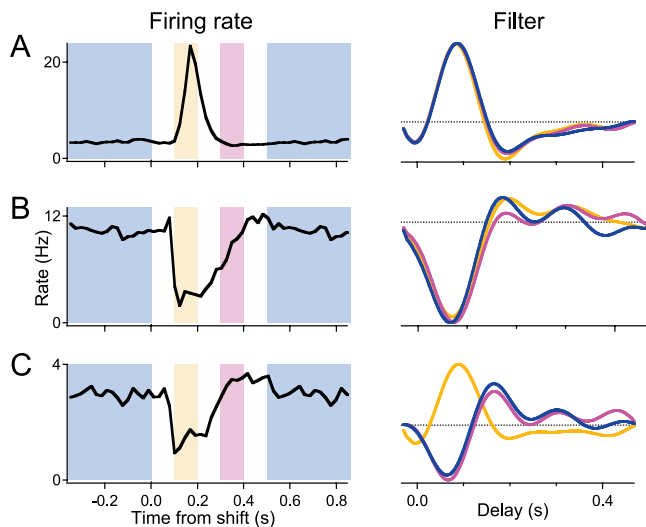 Firing rate
Filter
A
20
0
B
12
Rate (Hz)
0
C
4
0
-0.2 0.0 0.2 0.4 0.6 0.8
Time from shift (s)
0.0 0.4
Delay (s)